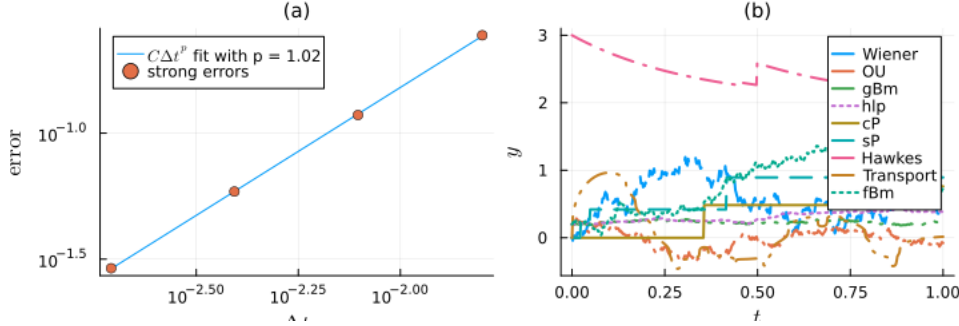 (a)
CΔt^p fit with p = 1.02
strong errors
error
10^-1.0
10^-1.5
10^-2.50
10^-2.25
10^-2.00
(b)
Wiener
OU
gBm
hlp
cP
sP
Hawkes
Transport
fBm
y
3
2
1
0
0.00
0.25
0.50
0.75
1.00
t